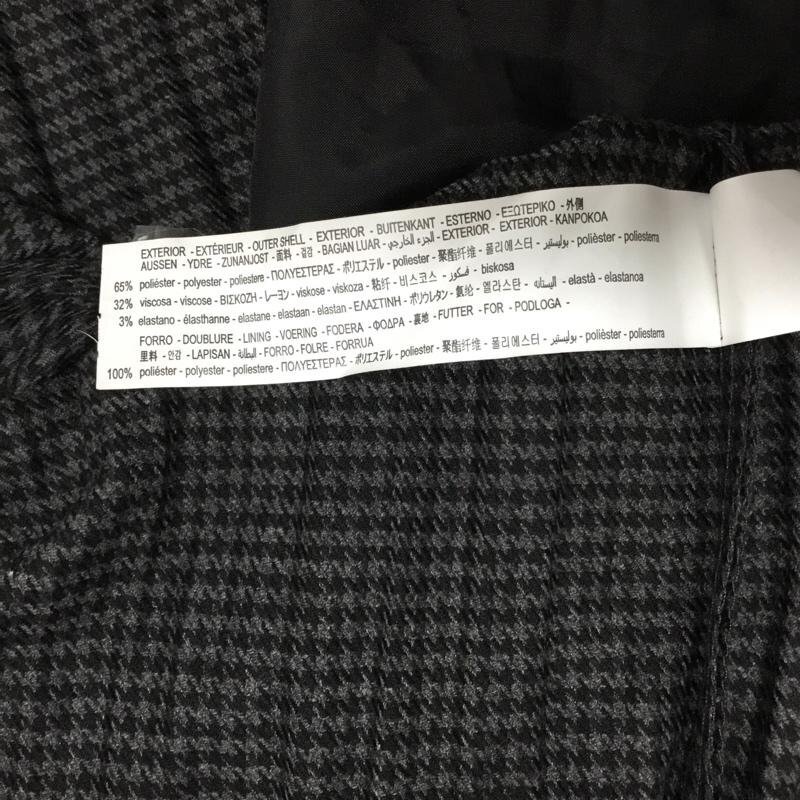 EXTERIOR - EXTÉRIEUR - OUTER SHELL - EXTERIOR - BUITENKANT - ESTERNO - ΕΞΩΤΕΡΙΚΟ - 外側
AUSSEN - YDRE - ZUNANJOST - 面料 - 겉감 - BAGIAN LUAR - الجزء الخارجي - EXTERIOR - EXTERIOR - KANPOKOA
65% poliéster - polyester - poliestere - ΠΟΛΥΕΣΤΕΡΑΣ - ポリエステル - poliester - 聚酯纤维 - 폴리에스터 - بوليستير - polièster - poliesterra
32% viscosa - viscose - ΒΙΣΚΟΖΗ - レーヨン - viskose - viskoza - 粘纤 - 비스코스 - فسكوز - biskosa
3% elastano - élasthanne - elastane - elastaan - elastan - ΕΛΑΣΤΙΝΗ - ポリウレタン - 氨纶 - 엘라스탄 - اليستانه - elastà - elastanoa
FORRO - DOUBLURE - LINING - VOERING - FODERA - ΦΟΔΡΑ - 裏地 - FUTTER - FOR - PODLOGA -
里料 - 안감 - LAPISAN - البطانة - FORRO - FOLRE - FORRUA
100% poliéster - polyester - poliestere - ΠΟΛΥΕΣΤΕΡΑΣ - ポリエステル - poliester - 聚酯纤维 - 폴리에스터 - بوليستير - polièster - poliesterra